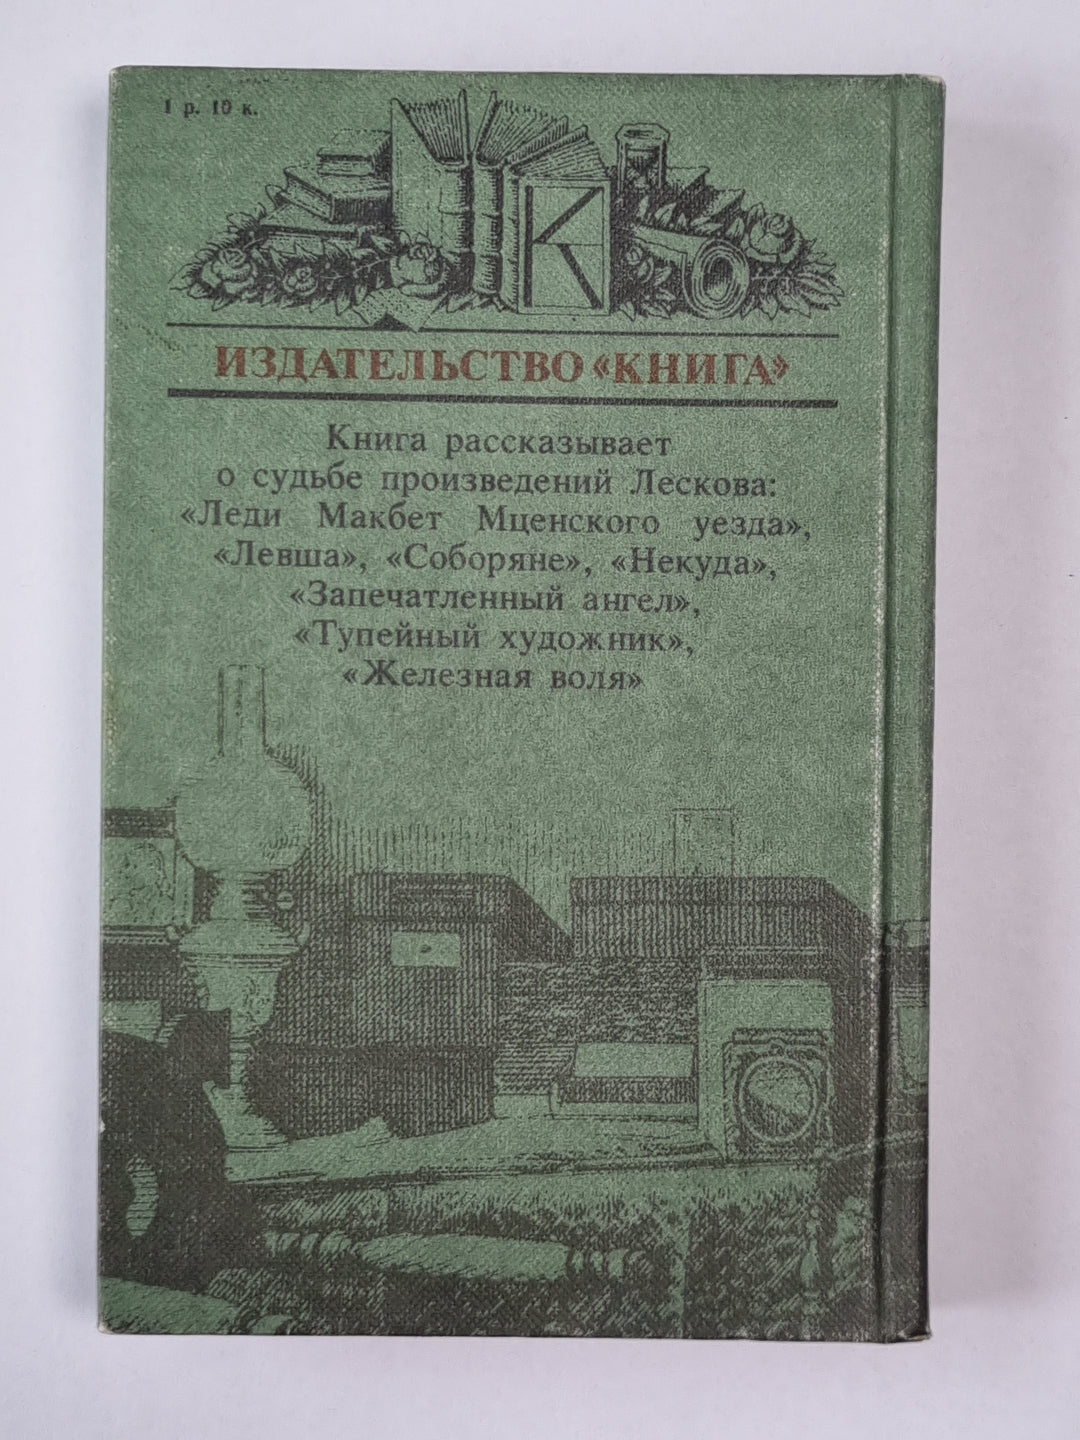 1 р. 10 к.
К
ИЗДАТЕЛЬСТВО «КНИГА»
Книга рассказывает
о судьбе произведений Лескова:
«Леди Макбет Мценского уезда»,
«Левша», «Соборяне», «Некуда»,
«Запечатленный ангел»,
«Тупейный художник»,
«Железная воля»